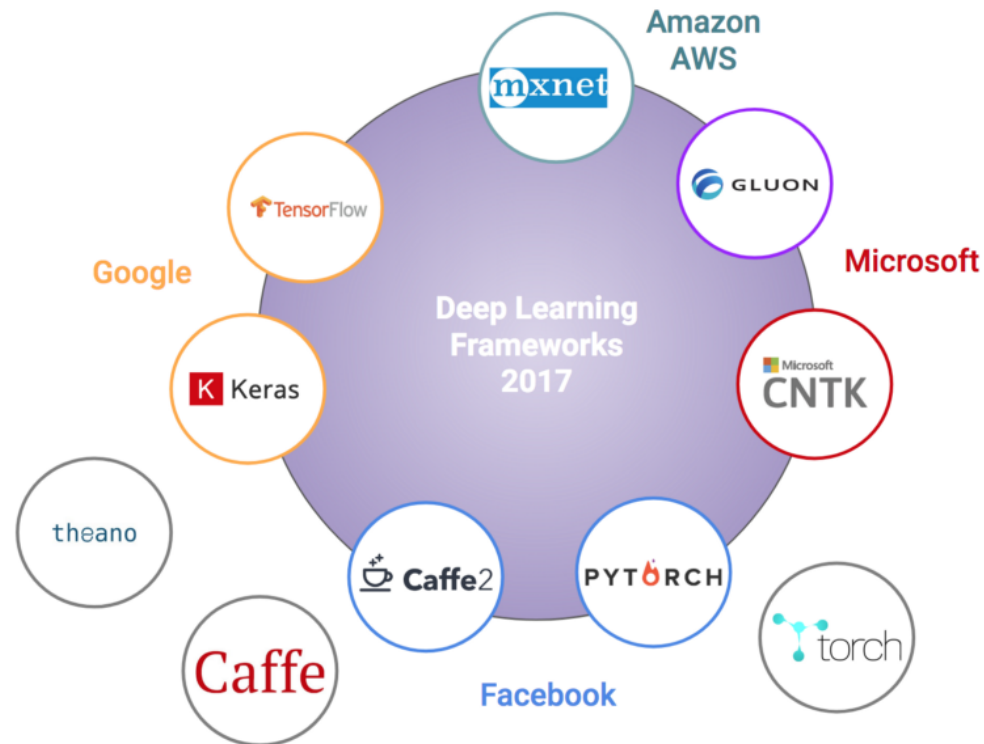 Amazon
AWS
mxnet
GLUON
TensorFlow
Google
Microsoft
Deep Learning
Frameworks
2017
Microsoft
CNTK
K Keras
theano
Caffe2
PYTORCH
torch
Caffe
Facebook